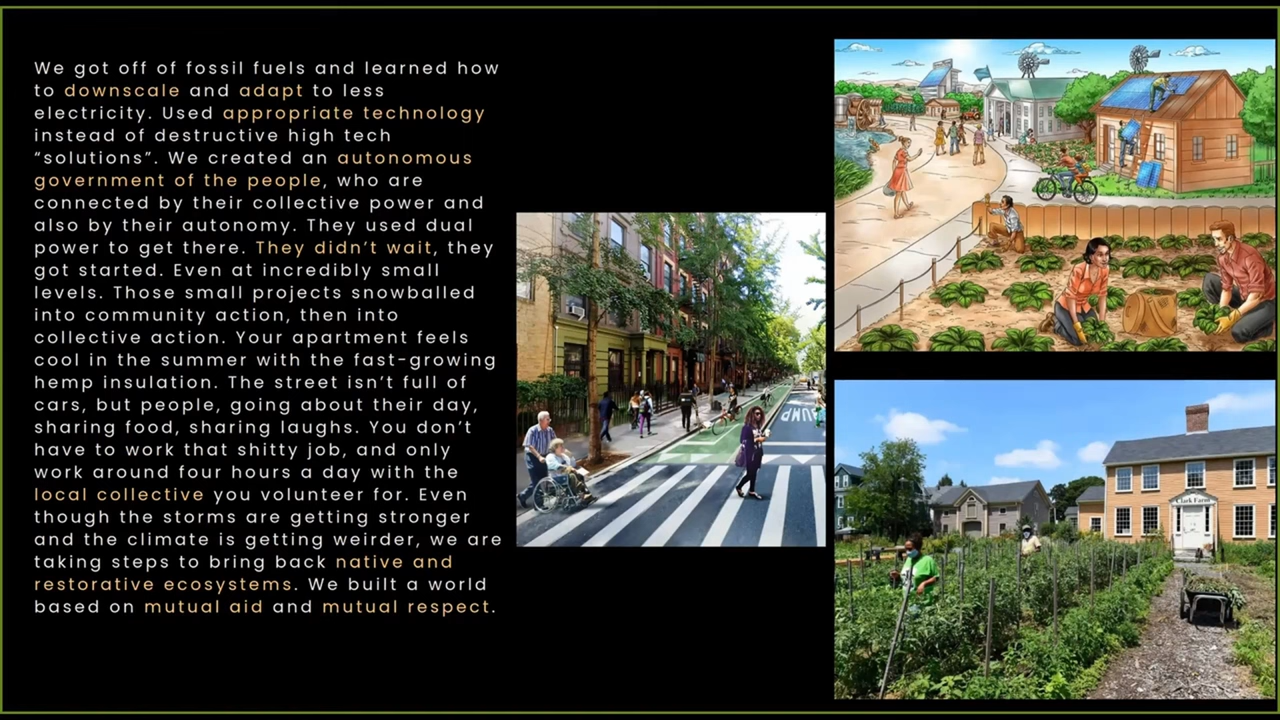 We got off of fossil fuels and learned how
to downscale and adapt to less
electricity. Used appropriate technology
instead of destructive high tech
“solutions”. We created an autonomous
government of the people, who are
connected by their collective power and
also by their autonomy. They used dual
power to get there. They didn’t wait, they
got started. Even at incredibly small
levels. Those small projects snowballed
into community action, then into
collective action. Your apartment feels
cool in the summer with the fast-growing
hemp insulation. The street isn’t full of
cars, but people, going about their day,
sharing food, sharing laughs. You don’t
have to work that shitty job, and only
work around four hours a day with the
local collective you volunteer for. Even
though the storms are getting stronger
and the climate is getting weirder, we are
taking steps to bring back native and
restorative ecosystems. We built a world
based on mutual aid and mutual respect.
Clark Farm